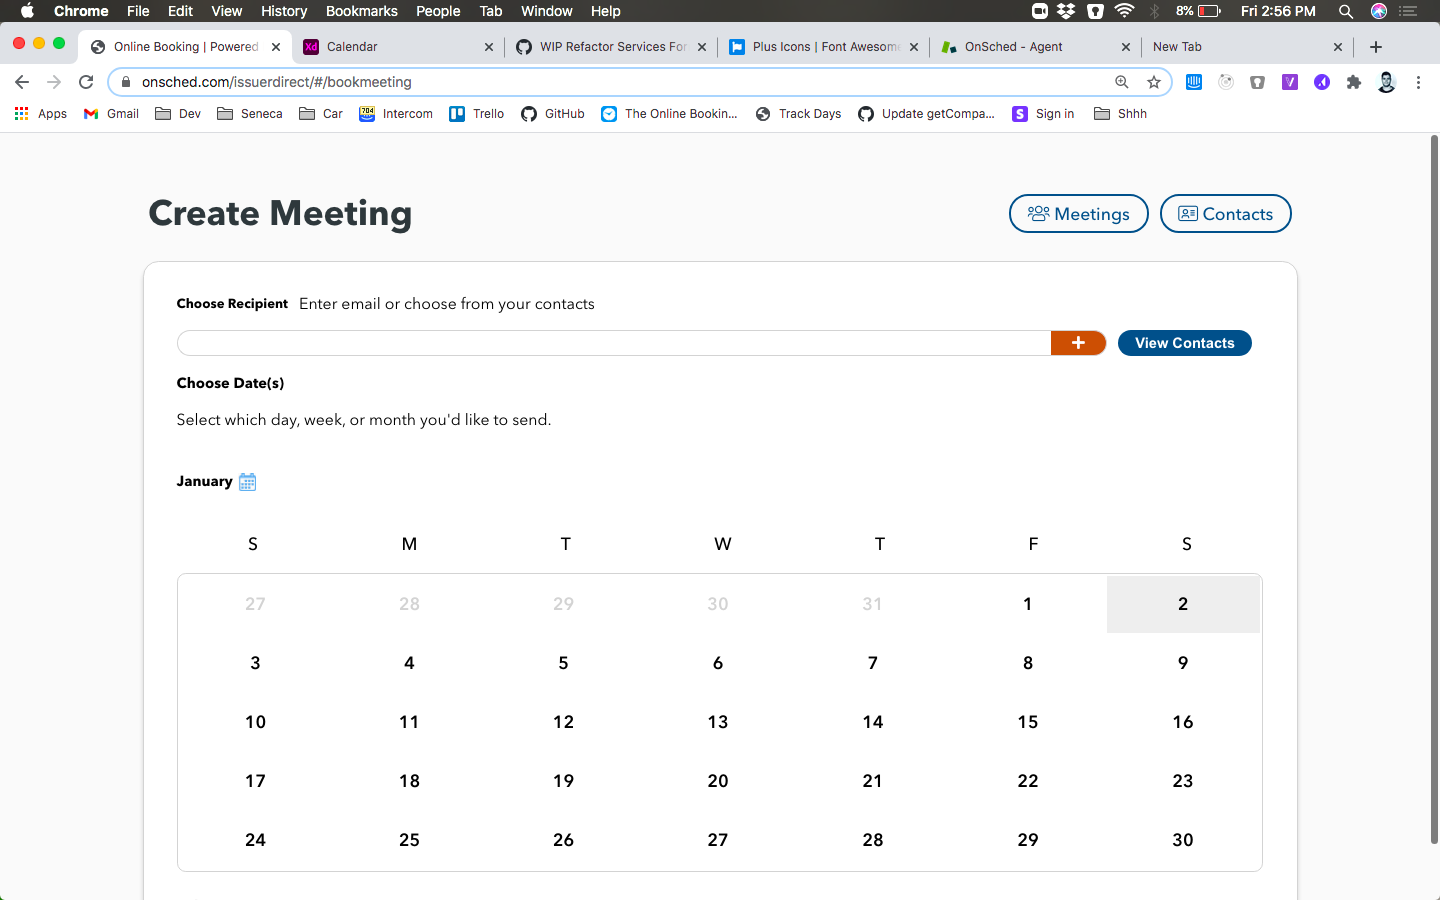 Chrome File Edit View History Bookmarks People Tab Window Help 8% Fri 2:56 PM
Online Booking | Powered Calendar WIP Refactor Services For Plus Icons | Font Awesome OnSched - Agent New Tab
onsched.com/issuerdirect/#/bookmeeting
Apps Gmail Dev Seneca Car Intercom Trello GitHub The Online Bookin... Track Days Update getCompa... Sign in Shhh
Create Meeting
Meetings Contacts
Choose Recipient Enter email or choose from your contacts
+ View Contacts
Choose Date(s)
Select which day, week, or month you'd like to send.
January
S M T W T F S
27 28 29 30 31 1 2
3 4 5 6 7 8 9
10 11 12 13 14 15 16
17 18 19 20 21 22 23
24 25 26 27 28 29 30